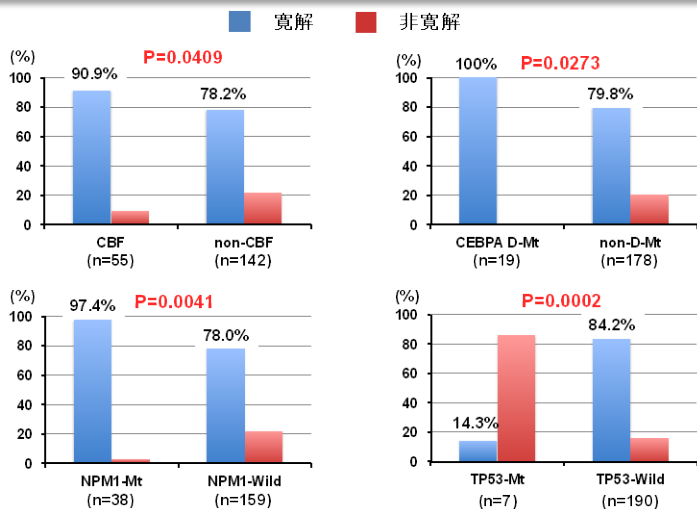 寛解 非寛解
(%)
P=0.0409
100
80
60
40
20
0
90.9%
78.2%
CBF non-CBF
(n=55) (n=142)
(%)
P=0.0273
100
80
60
40
20
0
100%
79.8%
CEBPA D-Mt non-D-Mt
(n=19) (n=178)
(%)
P=0.0041
100
80
60
40
20
0
97.4%
78.0%
NPM1-Mt NPM1-Wild
(n=38) (n=159)
(%)
P=0.0002
100
80
60
40
20
0
14.3%
84.2%
TP53-Mt TP53-Wild
(n=7) (n=190)